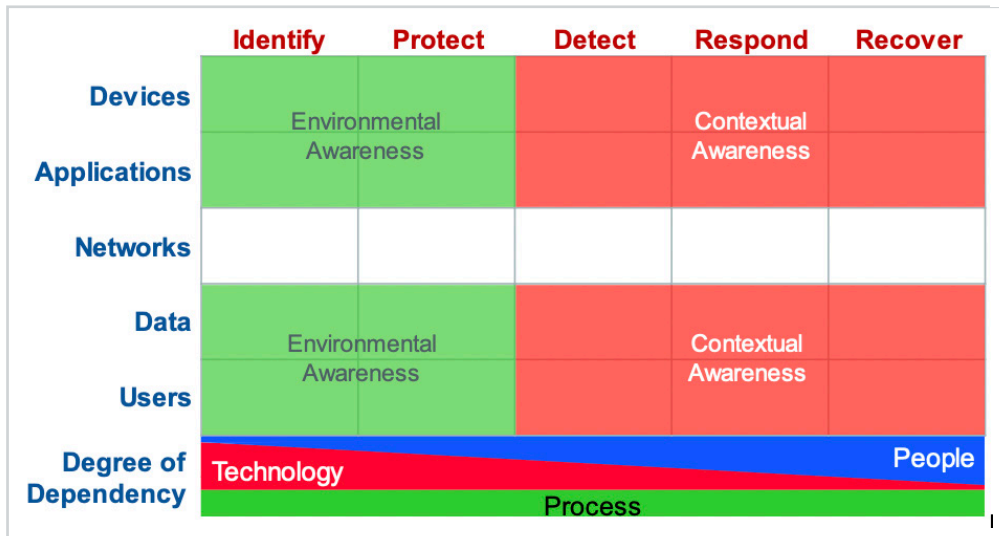 Identify Protect Detect Respond Recover
Devices
Environmental
Awareness
Contextual
Awareness
Applications
Networks
Data
Environmental
Awareness
Contextual
Awareness
Users
Degree of
Dependency
Technology
People
Process